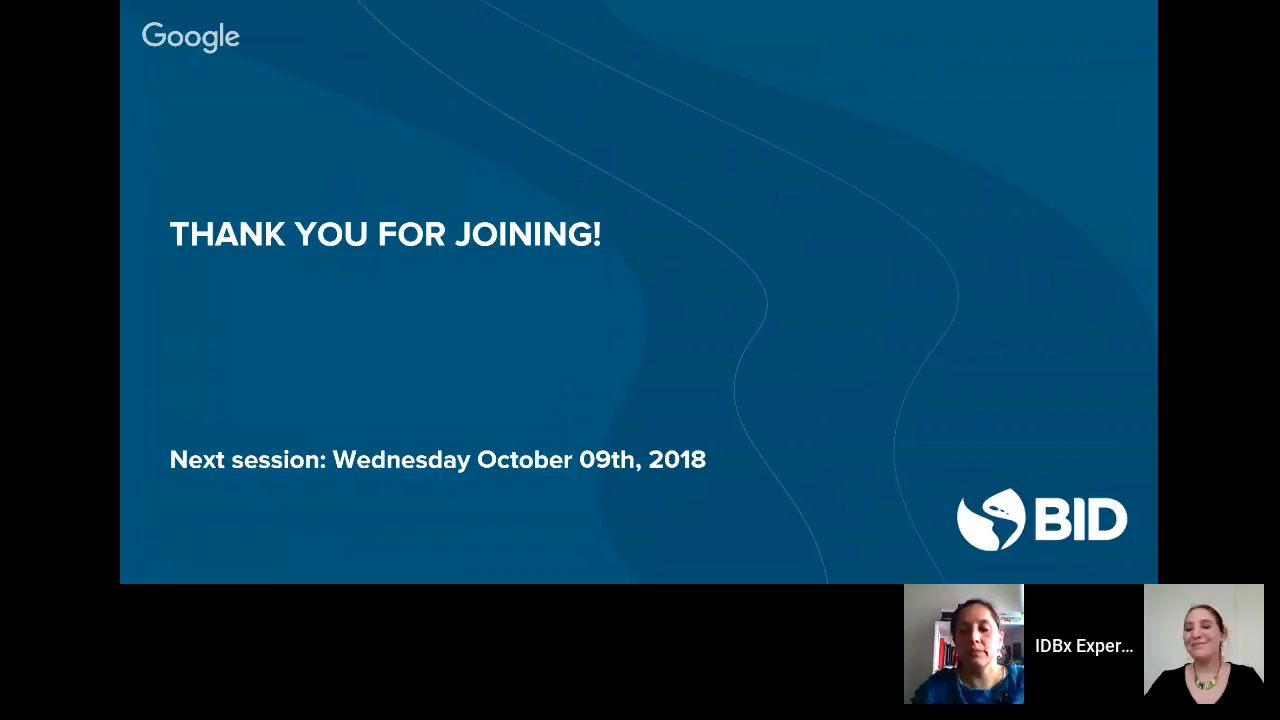 Google
THANK YOU FOR JOINING!
Next session: Wednesday October 09th, 2018
BID
IDBx Exper...